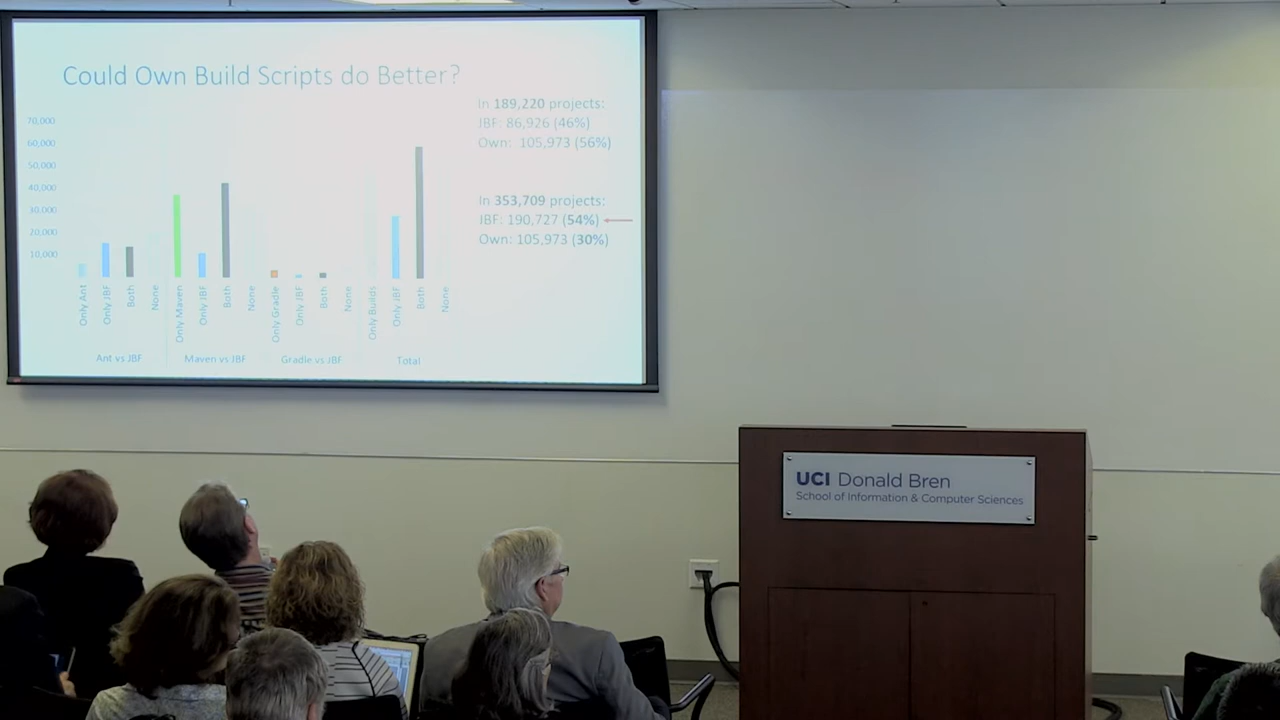 Could Own Build Scripts do Better?
In 189,220 projects:
JBF: 86,926 (46%)
Own: 105,973 (56%)
In 353,709 projects:
JBF: 190,727 (54%)
Own: 105,973 (30%)
70,000
60,000
50,000
40,000
30,000
20,000
10,000
Only Ant
Only JBF
Both
None
Only Maven
Only JBF
Both
None
Only Gradle
Only JBF
Both
None
Only Builds
Only JBF
Both
None
Ant vs JBF
Maven vs JBF
Gradle vs JBF
Total
UCI Donald Bren
School of Information & Computer Sciences